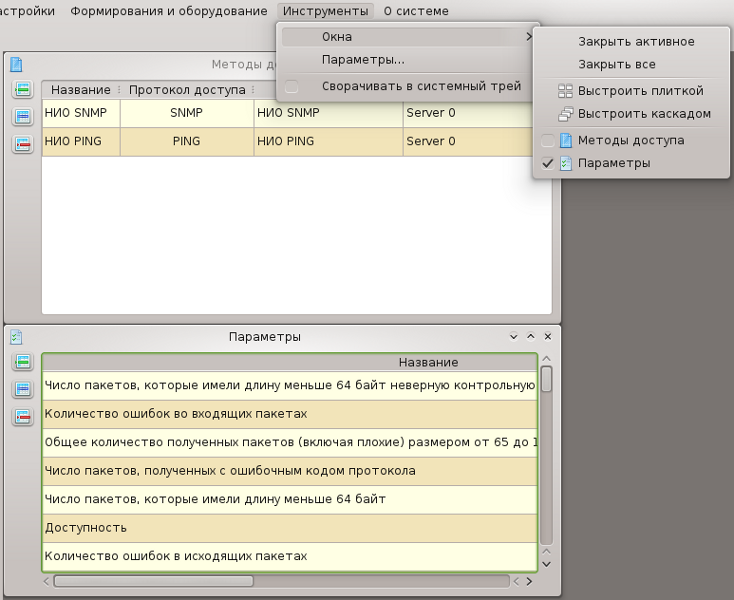 астройки Формирования и оборудование Инструменты О системе
Окна
Параметры...
Сворачивать в системный трей
Закрыть активное
Закрыть все
Выстроить плиткой
Выстроить каскадом
Методы доступа
Параметры
Методы до
Название Протокол доступа
НИО SNMP SNMP НИО SNMP Server 0
НИО PING PING НИО PING Server 0
Параметры
Название
Число пакетов, которые имели длину меньше 64 байт неверную контрольную
Количество ошибок во входящих пакетах
Общее количество полученных пакетов (включая плохие) размером от 65 до 1
Число пакетов, полученных с ошибочным кодом протокола
Число пакетов, которые имели длину меньше 64 байт
Доступность
Количество ошибок в исходящих пакетах